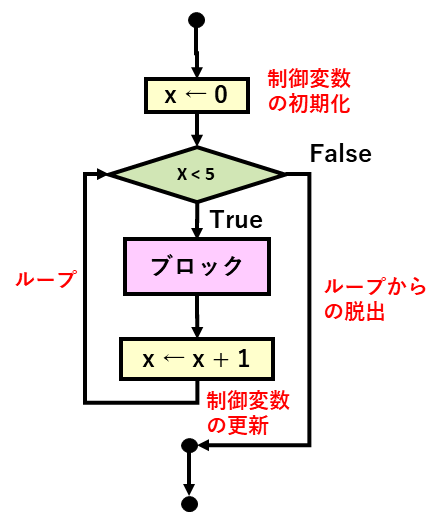 x ← 0
制御変数
の初期化
X < 5
False
True
ブロック
ループ
ループから
の脱出
x ← x + 1
制御変数
の更新